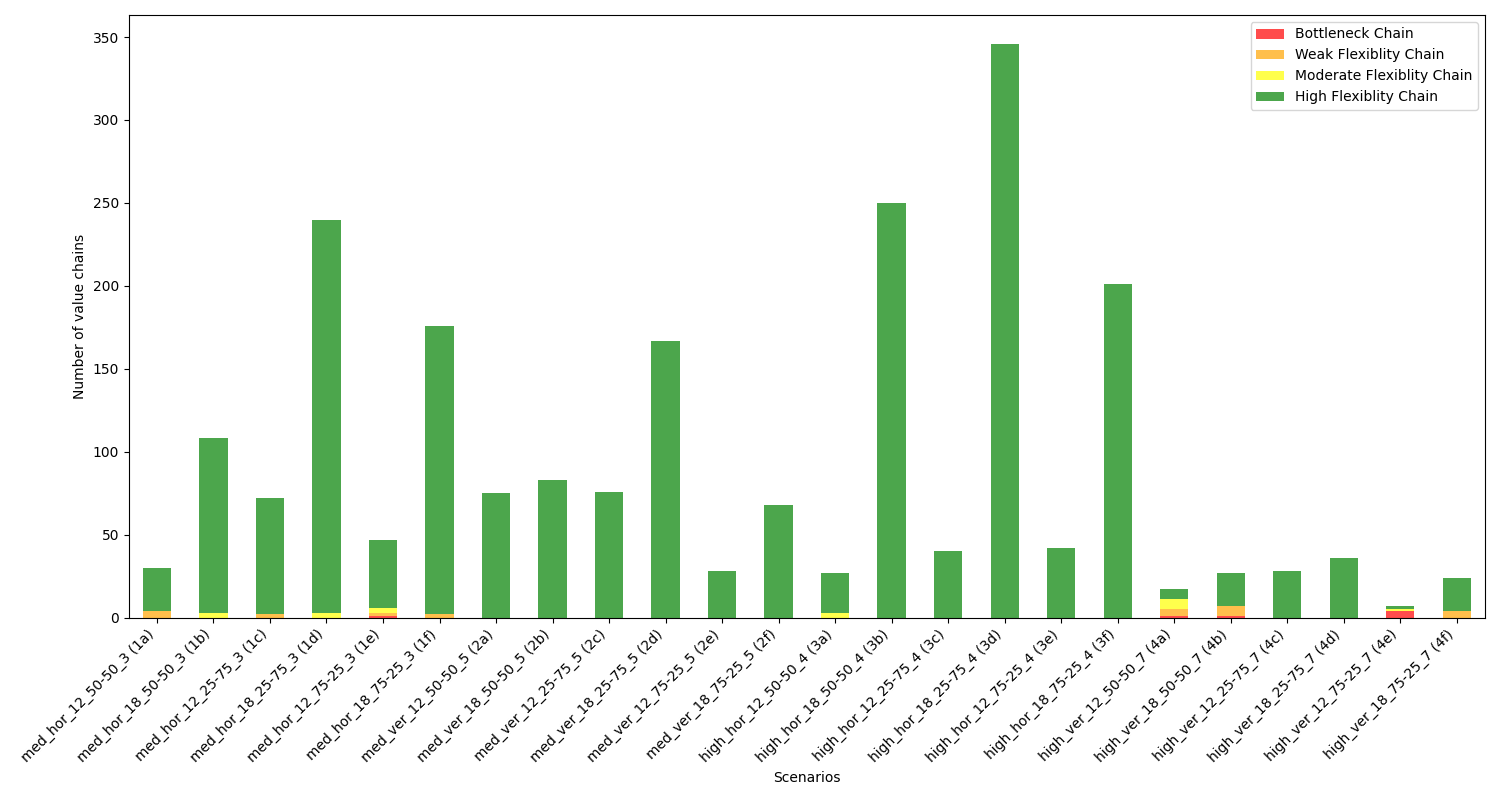 350
300
250
200
150
100
50
0
Number of value chains
Bottleneck Chain
Weak Flexiblity Chain
Moderate Flexiblity Chain
High Flexiblity Chain
med_hor_12_50-50_3 (1a)
med_hor_18_50-50_3 (1b)
med_hor_12_25-75_3 (1c)
med_hor_18_25-75_3 (1d)
med_hor_12_75-25_3 (1e)
med_hor_18_75-25_3 (1f)
med_ver_12_50-50_5 (2a)
med_ver_18_50-50_5 (2b)
med_ver_12_25-75_5 (2c)
med_ver_18_25-75_5 (2d)
med_ver_12_75-25_5 (2e)
med_ver_18_75-25_5 (2f)
high_hor_12_50-50_4 (3a)
high_hor_18_50-50_4 (3b)
high_hor_12_25-75_4 (3c)
high_hor_18_25-75_4 (3d)
high_hor_12_75-25_4 (3e)
high_hor_18_75-25_4 (3f)
high_ver_12_50-50_7 (4a)
high_ver_18_50-50_7 (4b)
high_ver_12_25-75_7 (4c)
high_ver_18_25-75_7 (4d)
high_ver_12_75-25_7 (4e)
high_ver_18_75-25_7 (4f)
Scenarios